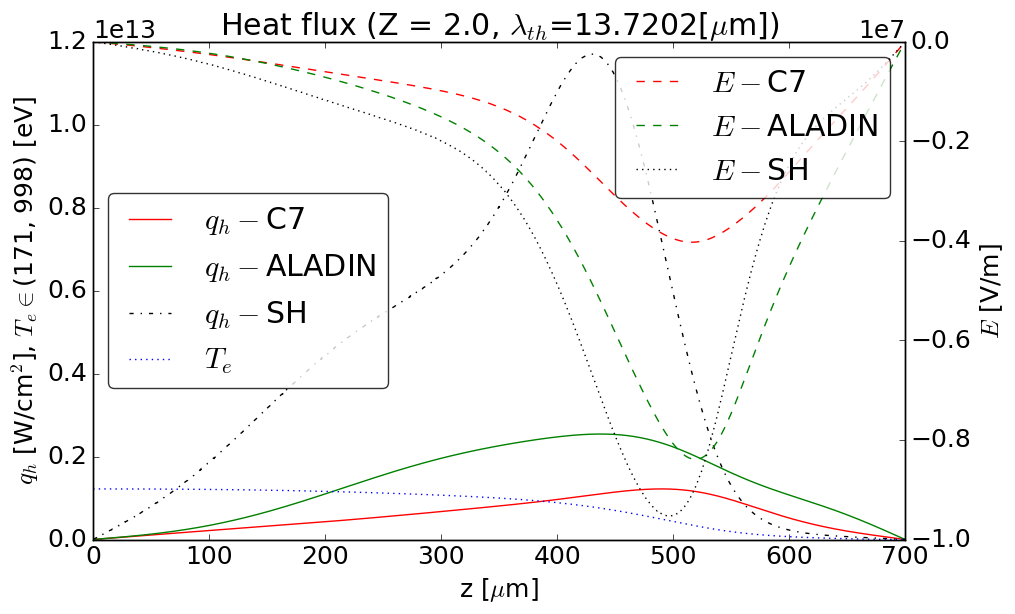 Heat flux (Z = 2.0, λ_th=13.7202[μm])
1e13
1e7
1.2
1.0
0.8
0.6
0.4
0.2
0.0
q_h [W/cm²], T_e ∈ (171, 998) [eV]
q_h − C7
q_h − ALADIN
q_h − SH
T_e
E − C7
E − ALADIN
E − SH
0.0
−0.2
−0.4
−0.6
−0.8
−1.0
E [V/m]
0 100 200 300 400 500 600 700
z [μm]